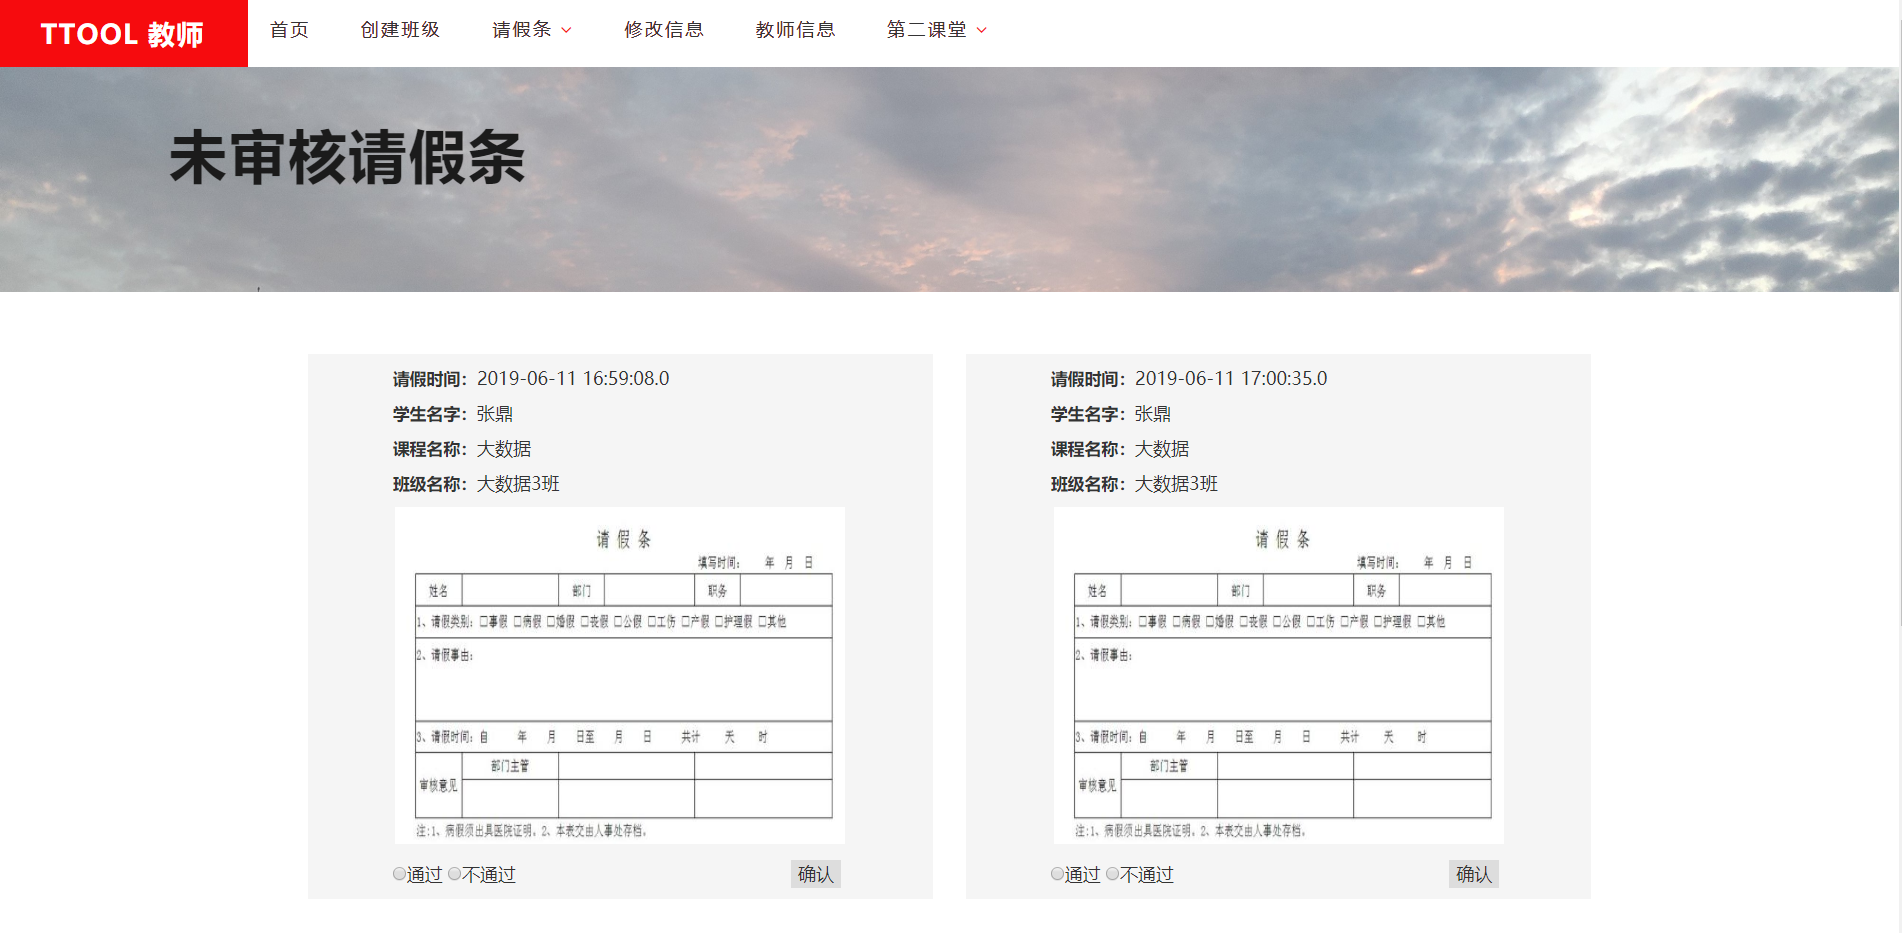 TTOOL 教师 首页 创建班级 请假条 修改信息 教师信息 第二课堂
未审核请假条
请假时间：2019-06-11 16:59:08.0
学生名字：张鼎
课程名称：大数据
班级名称：大数据3班
请 假 条
填写时间： 年 月 日
姓名 部门 职务
1、请假类别：□事假 □病假 □婚假 □丧假 □公假 □工伤 □产假 □护理假 □其他
2、请假事由：
3、请假时间：自 年 月 日至 月 日 共计 天 时
部门主管
审核意见
注:1、病假须出具医院证明。2、本表交由人事处存档。
通过 不通过 确认
请假时间：2019-06-11 17:00:35.0
学生名字：张鼎
课程名称：大数据
班级名称：大数据3班
请 假 条
填写时间： 年 月 日
姓名 部门 职务
1、请假类别：□事假 □病假 □婚假 □丧假 □公假 □工伤 □产假 □护理假 □其他
2、请假事由：
3、请假时间：自 年 月 日至 月 日 共计 天 时
部门主管
审核意见
注:1、病假须出具医院证明。2、本表交由人事处存档。
通过 不通过 确认